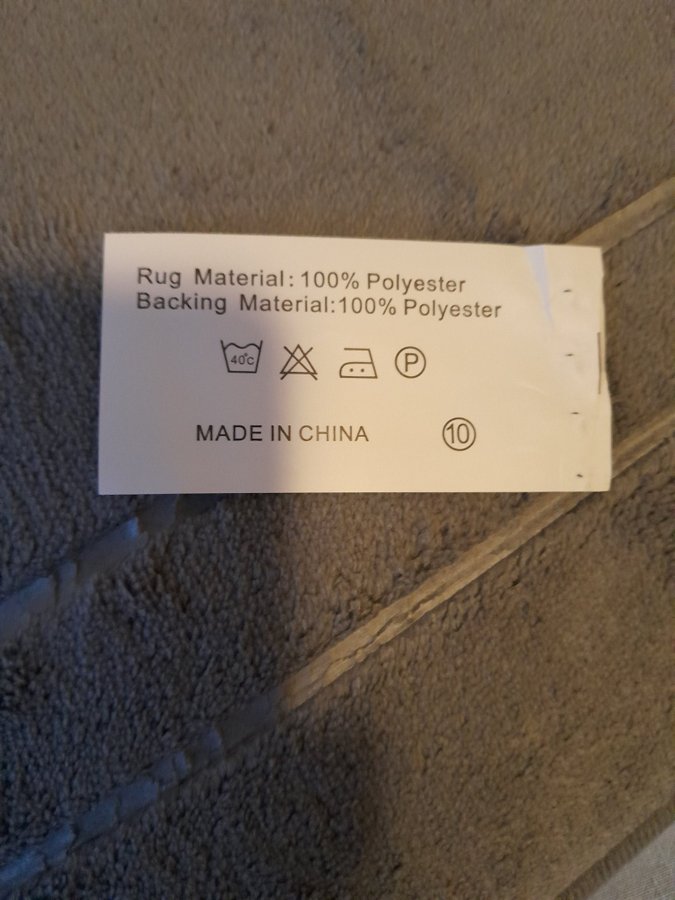 Rug Material: 100% Polyester
Backing Material:100% Polyester
40°C P
MADE IN CHINA 10